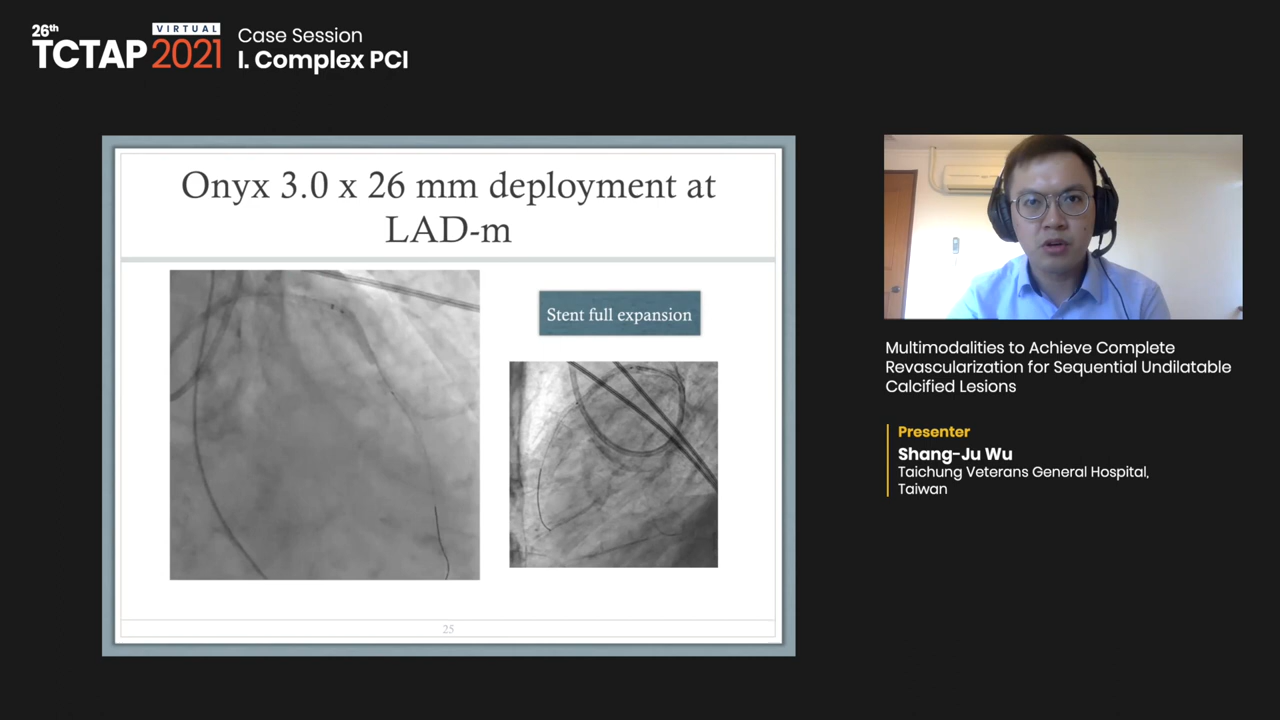 26th
VIRTUAL
TCTAP 2021
Case Session
I. Complex PCI
Onyx 3.0 x 26 mm deployment at
LAD-m
Stent full expansion
25
Multimodalities to Achieve Complete
Revascularization for Sequential Undilatable
Calcified Lesions
Presenter
Shang-Ju Wu
Taichung Veterans General Hospital,
Taiwan